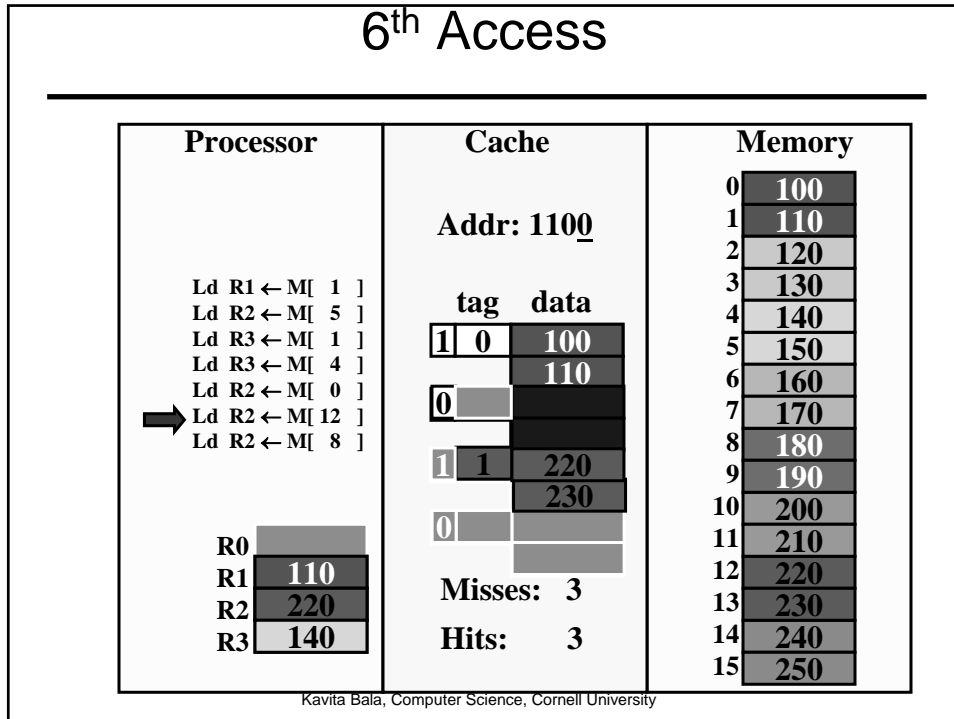 6th Access
Processor
Ld R1 ← M[ 1 ]
Ld R2 ← M[ 5 ]
Ld R3 ← M[ 1 ]
Ld R3 ← M[ 4 ]
Ld R2 ← M[ 0 ]
Ld R2 ← M[ 12 ]
Ld R2 ← M[ 8 ]
R0
R1 110
R2 220
R3 140
Cache
Addr: 1100
tag data
1 0 100
110
0
1 1 220
230
0
Misses: 3
Hits: 3
Memory
0 100
1 110
2 120
3 130
4 140
5 150
6 160
7 170
8 180
9 190
10 200
11 210
12 220
13 230
14 240
15 250
Kavita Bala, Computer Science, Cornell University